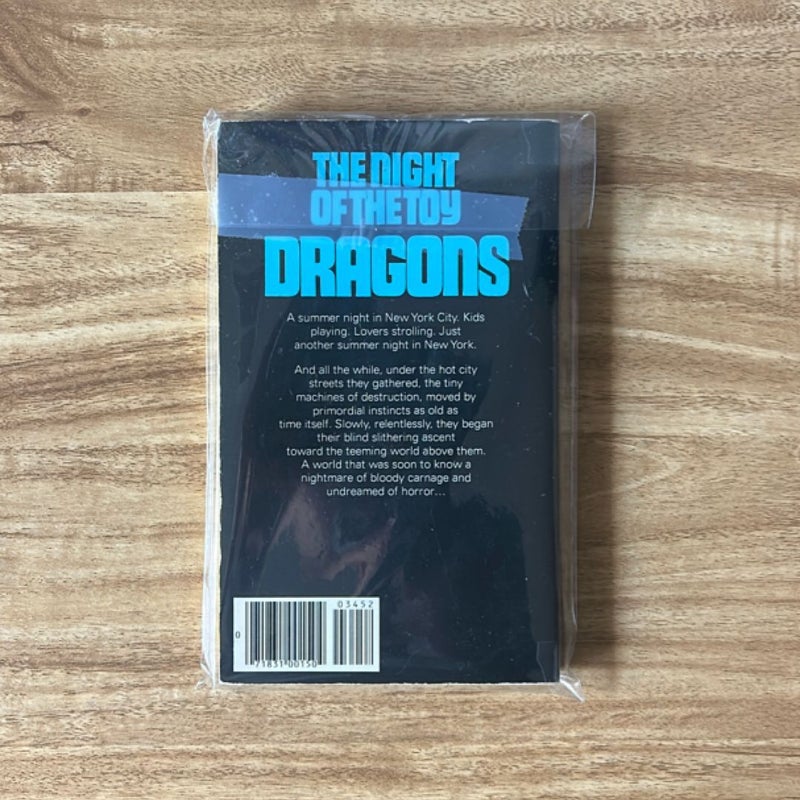 THE NIGHT
OF THE TOY
DRAGONS
A summer night in New York City. Kids
playing. Lovers strolling. Just
another summer night in New York.
And all the while, under the hot city
streets they gathered, the tiny
machines of destruction, moved by
primordial instincts as old as
time itself. Slowly, relentlessly, they began
their blind slithering ascent
toward the teeming world above them.
A world that was soon to know a
nightmare of bloody carnage and
undreamed of horror...
03452
0 71831 00150